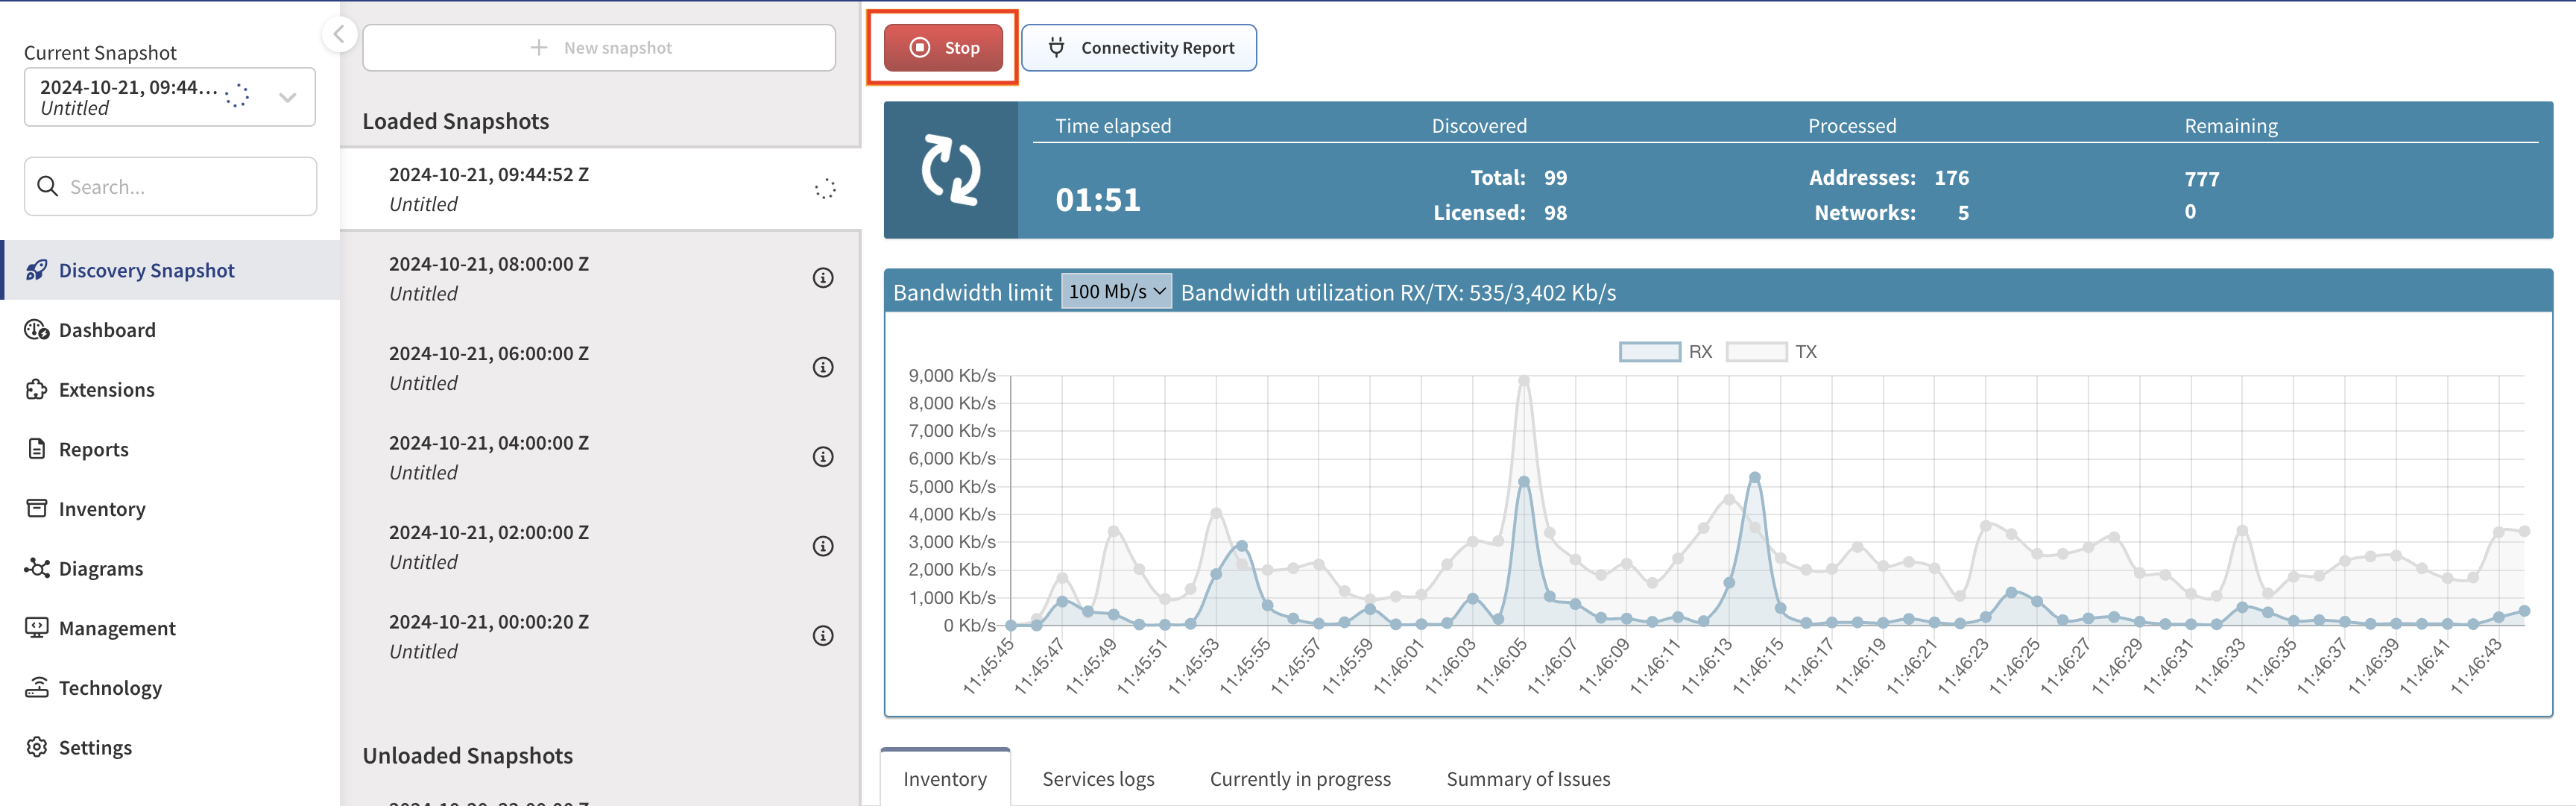 Current Snapshot
2024-10-21, 09:44...
Untitled
Search...
Discovery Snapshot
Dashboard
Extensions
Reports
Inventory
Diagrams
Management
Technology
Settings
New snapshot
Loaded Snapshots
2024-10-21, 09:44:52 Z
Untitled
2024-10-21, 08:00:00 Z
Untitled
2024-10-21, 06:00:00 Z
Untitled
2024-10-21, 04:00:00 Z
Untitled
2024-10-21, 02:00:00 Z
Untitled
2024-10-21, 00:00:20 Z
Untitled
Unloaded Snapshots
Stop
Connectivity Report
Time elapsed Discovered Processed Remaining
01:51
Total: 99 Addresses: 176 777
Licensed: 98 Networks: 5 0
Bandwidth limit 100 Mb/s Bandwidth utilization RX/TX: 535/3,402 Kb/s
RX TX
9,000 Kb/s
8,000 Kb/s
7,000 Kb/s
6,000 Kb/s
5,000 Kb/s
4,000 Kb/s
3,000 Kb/s
2,000 Kb/s
1,000 Kb/s
0 Kb/s
11:45:45 11:45:47 11:45:49 11:45:51 11:45:53 11:45:55 11:45:57 11:45:59 11:46:01 11:46:03 11:46:05 11:46:07 11:46:09 11:46:11 11:46:13 11:46:15 11:46:17 11:46:19 11:46:21 11:46:23 11:46:25 11:46:27 11:46:29 11:46:31 11:46:33 11:46:35 11:46:37 11:46:39 11:46:41 11:46:43
Inventory Services logs Currently in progress Summary of Issues